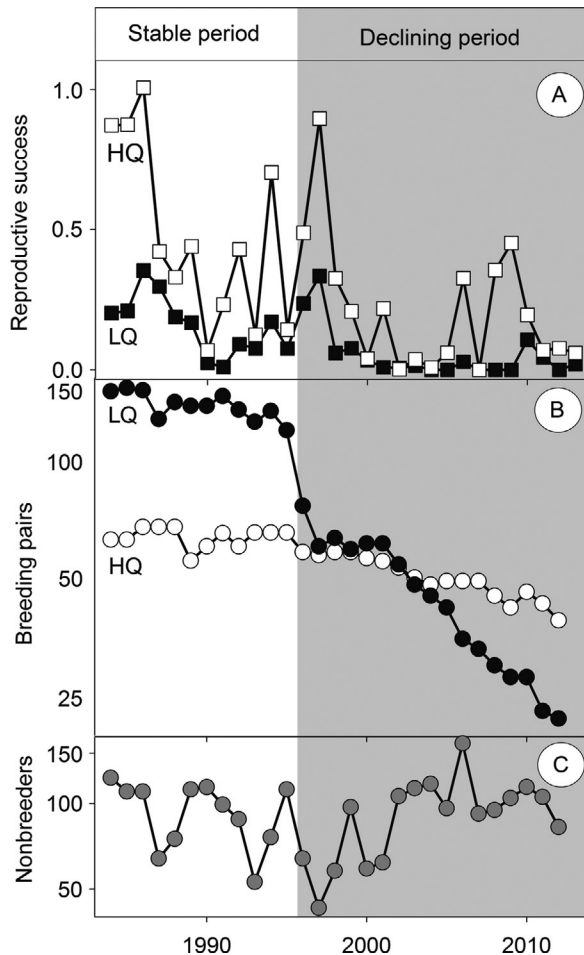 Stable period
Declining period
A
Reproductive success
1.0
0.5
0.0
HQ
LQ
B
Breeding pairs
150
100
50
25
LQ
HQ
C
Nonbreeders
150
100
50
1990
2000
2010